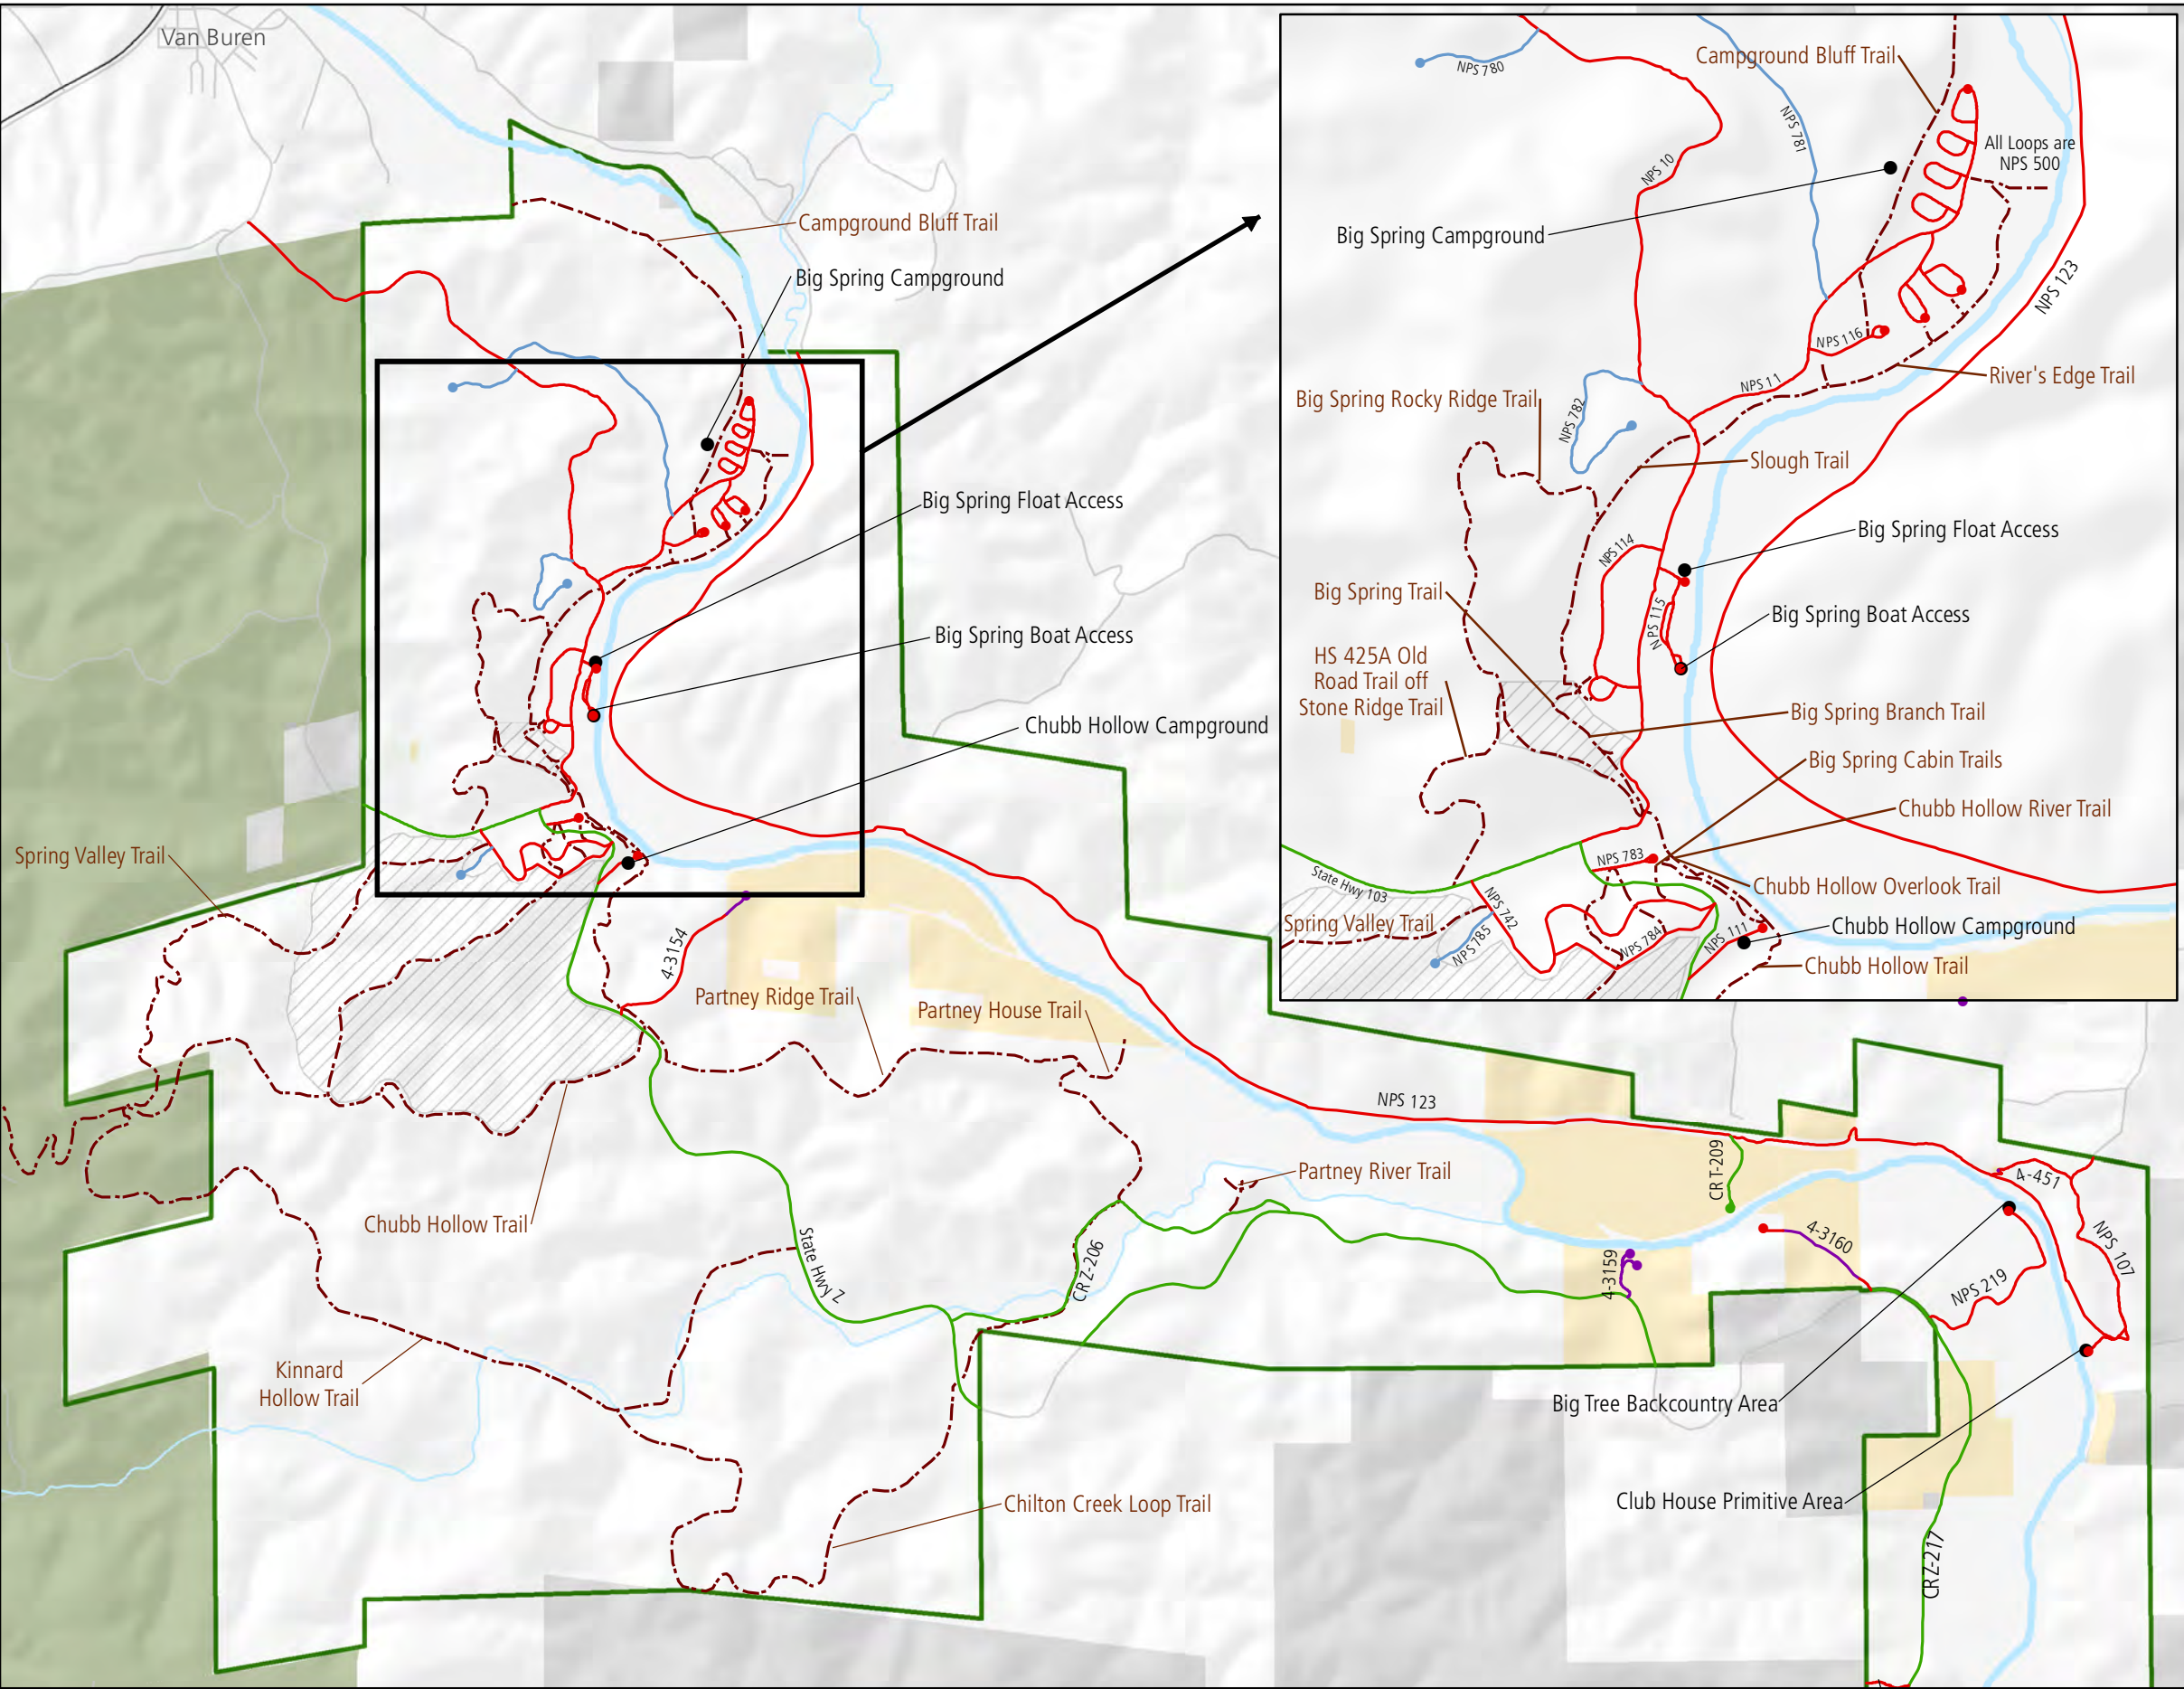 Van Buren
Campground Bluff Trail
Big Spring Campground
Big Spring Float Access
Big Spring Boat Access
Chubb Hollow Campground
Spring Valley Trail
4-3154
Partney Ridge Trail
Partney House Trail
NPS 123
Partney River Trail
Chubb Hollow Trail
State Hwy Z
CR Z-206
Kinnard
Hollow Trail
Chilton Creek Loop Trail
CR T-209
4-3159
4-3160
4-451
NPS 107
NPS 219
Big Tree Backcountry Area
Club House Primitive Area
CR Z-217
NPS 780
Campground Bluff Trail
NPS 781
NPS 10
All Loops are
NPS 500
Big Spring Campground
NPS 123
NPS 116
River's Edge Trail
NPS 11
Big Spring Rocky Ridge Trail
NPS 782
Slough Trail
NPS 114
Big Spring Float Access
Big Spring Trail
NPS 115
Big Spring Boat Access
HS 425A Old
Road Trail off
Stone Ridge Trail
Big Spring Branch Trail
Big Spring Cabin Trails
Chubb Hollow River Trail
NPS 783
State Hwy 103
Chubb Hollow Overlook Trail
NPS 742
Spring Valley Trail
NPS 785
NPS 784
NPS 111
Chubb Hollow Campground
Chubb Hollow Trail